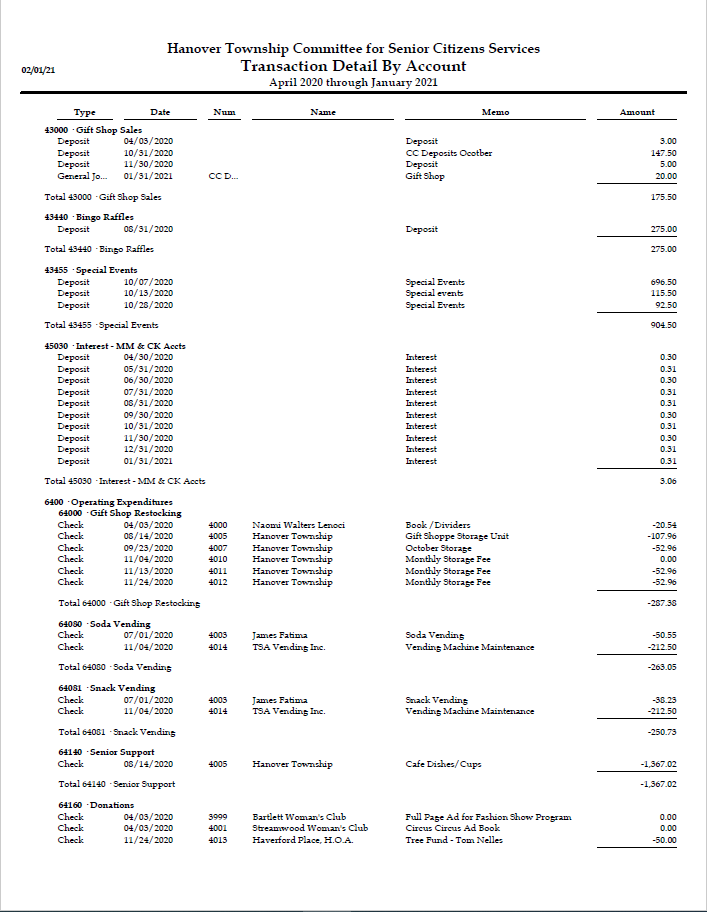 Hanover Township Committee for Senior Citizens Services
02/01/21
Transaction Detail By Account
April 2020 through January 2021
Type Date Num Name Memo Amount
43000 · Gift Shop Sales
Deposit 04/03/2020 Deposit 3.00
Deposit 10/31/2020 CC Deposits Ocotber 147.50
Deposit 11/30/2020 Deposit 5.00
General Jo... 01/31/2021 CC D... Gift Shop 20.00
Total 43000 · Gift Shop Sales 175.50
43440 · Bingo Raffles
Deposit 08/31/2020 Deposit 275.00
Total 43440 · Bingo Raffles 275.00
43455 · Special Events
Deposit 10/07/2020 Special Events 696.50
Deposit 10/13/2020 Special events 115.50
Deposit 10/28/2020 Special Events 92.50
Total 43455 · Special Events 904.50
45030 · Interest - MM & CK Accts
Deposit 04/30/2020 Interest 0.30
Deposit 05/31/2020 Interest 0.31
Deposit 06/30/2020 Interest 0.30
Deposit 07/31/2020 Interest 0.31
Deposit 08/31/2020 Interest 0.31
Deposit 09/30/2020 Interest 0.30
Deposit 10/31/2020 Interest 0.31
Deposit 11/30/2020 Interest 0.30
Deposit 12/31/2020 Interest 0.31
Deposit 01/31/2021 Interest 0.31
Total 45030 · Interest - MM & CK Accts 3.06
6400 · Operating Expenditures
64000 · Gift Shop Restocking
Check 04/03/2020 4000 Naomi Walters Lenoci Book / Dividers -20.54
Check 08/14/2020 4005 Hanover Township Gift Shoppe Storage Unit -107.96
Check 09/23/2020 4007 Hanover Township October Storage -52.96
Check 11/04/2020 4010 Hanover Township Monthly Storage Fee 0.00
Check 11/13/2020 4011 Hanover Township Monthly Storage Fee -52.96
Check 11/24/2020 4012 Hanover Township Monthly Storage Fee -52.96
Total 64000 · Gift Shop Restocking -287.38
64080 · Soda Vending
Check 07/01/2020 4003 James Fatima Soda Vending -50.55
Check 11/04/2020 4014 TSA Vending Inc. Vending Machine Maintenance -212.50
Total 64080 · Soda Vending -263.05
64081 · Snack Vending
Check 07/01/2020 4003 James Fatima Snack Vending -38.23
Check 11/04/2020 4014 TSA Vending Inc. Vending Machine Maintenance -212.50
Total 64081 · Snack Vending -250.73
64140 · Senior Support
Check 08/14/2020 4005 Hanover Township Cafe Dishes/Cups -1,367.02
Total 64140 · Senior Support -1,367.02
64160 · Donations
Check 04/03/2020 3999 Bartlett Woman's Club Full Page Ad for Fashion Show Program 0.00
Check 04/03/2020 4001 Streamwood Woman's Club Circus Circus Ad Book 0.00
Check 11/24/2020 4013 Haverford Place, H.O.A. Tree Fund - Tom Nelles -50.00